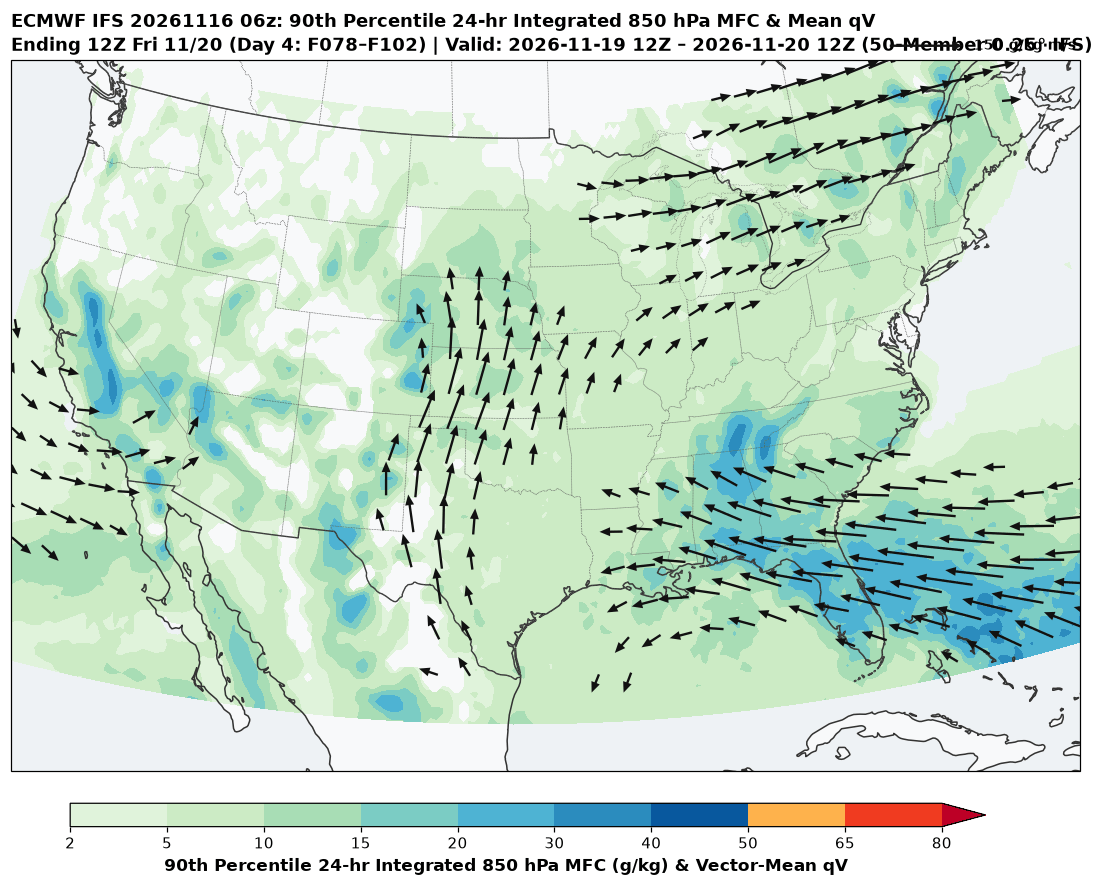 ECMWF IFS 20261116 06z: 90th Percentile 24-hr Integrated 850 hPa MFC & Mean qV
Ending 12Z Fri 11/20 (Day 4: F078–F102) | Valid: 2026-11-19 12Z – 2026-11-20 12Z (50-Member 0.25° IFS)
2 5 10 15 20 30 40 50 65 80
90th Percentile 24-hr Integrated 850 hPa MFC (g/kg) & Vector-Mean qV